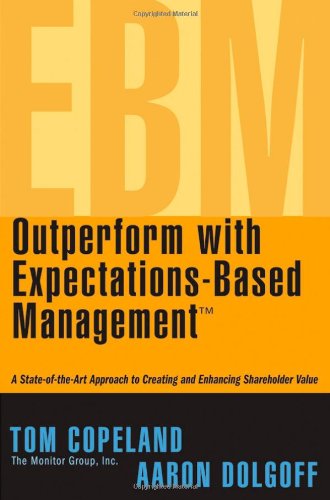 EBM
Outperform with
Expectations-Based
Management™
A State-of-the-Art Approach to Creating and Enhancing Shareholder Value
TOM COPELAND
The Monitor Group, Inc.
AARON DOLGOFF